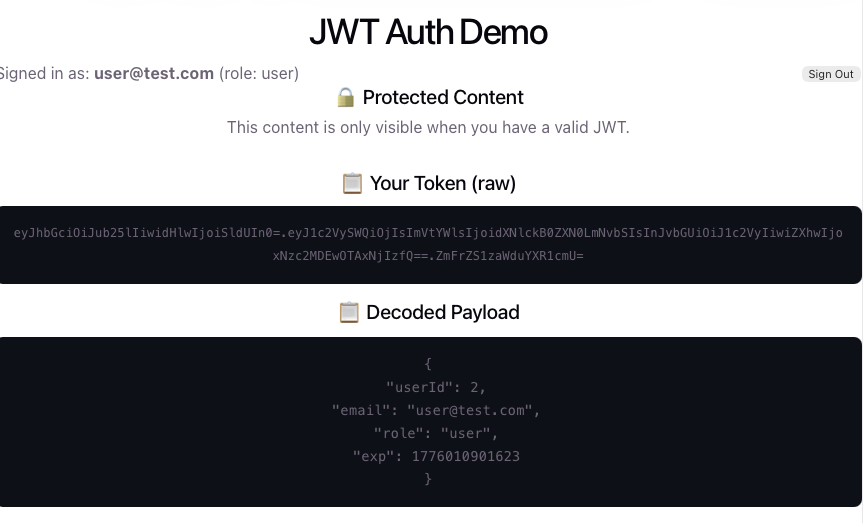 JWT Auth Demo
Signed in as: user@test.com (role: user)
Sign Out
🔒 Protected Content
This content is only visible when you have a valid JWT.
📋 Your Token (raw)
eyJhbGciOiJub25lIiwidHlwIjoiSldUIn0=.eyJ1c2VySWQiOjIsImVtYWlsIjoidXNlckB0ZXN0LmNvbSIsInJvbGUiOiJ1c2VyIiwiZXhwIjo
xNzc2MDEwOTAxNjIzfQ==.ZmFrZS1zaWduYXR1cmU=
📋 Decoded Payload
{
"userId": 2,
"email": "user@test.com",
"role": "user",
"exp": 1776010901623
}